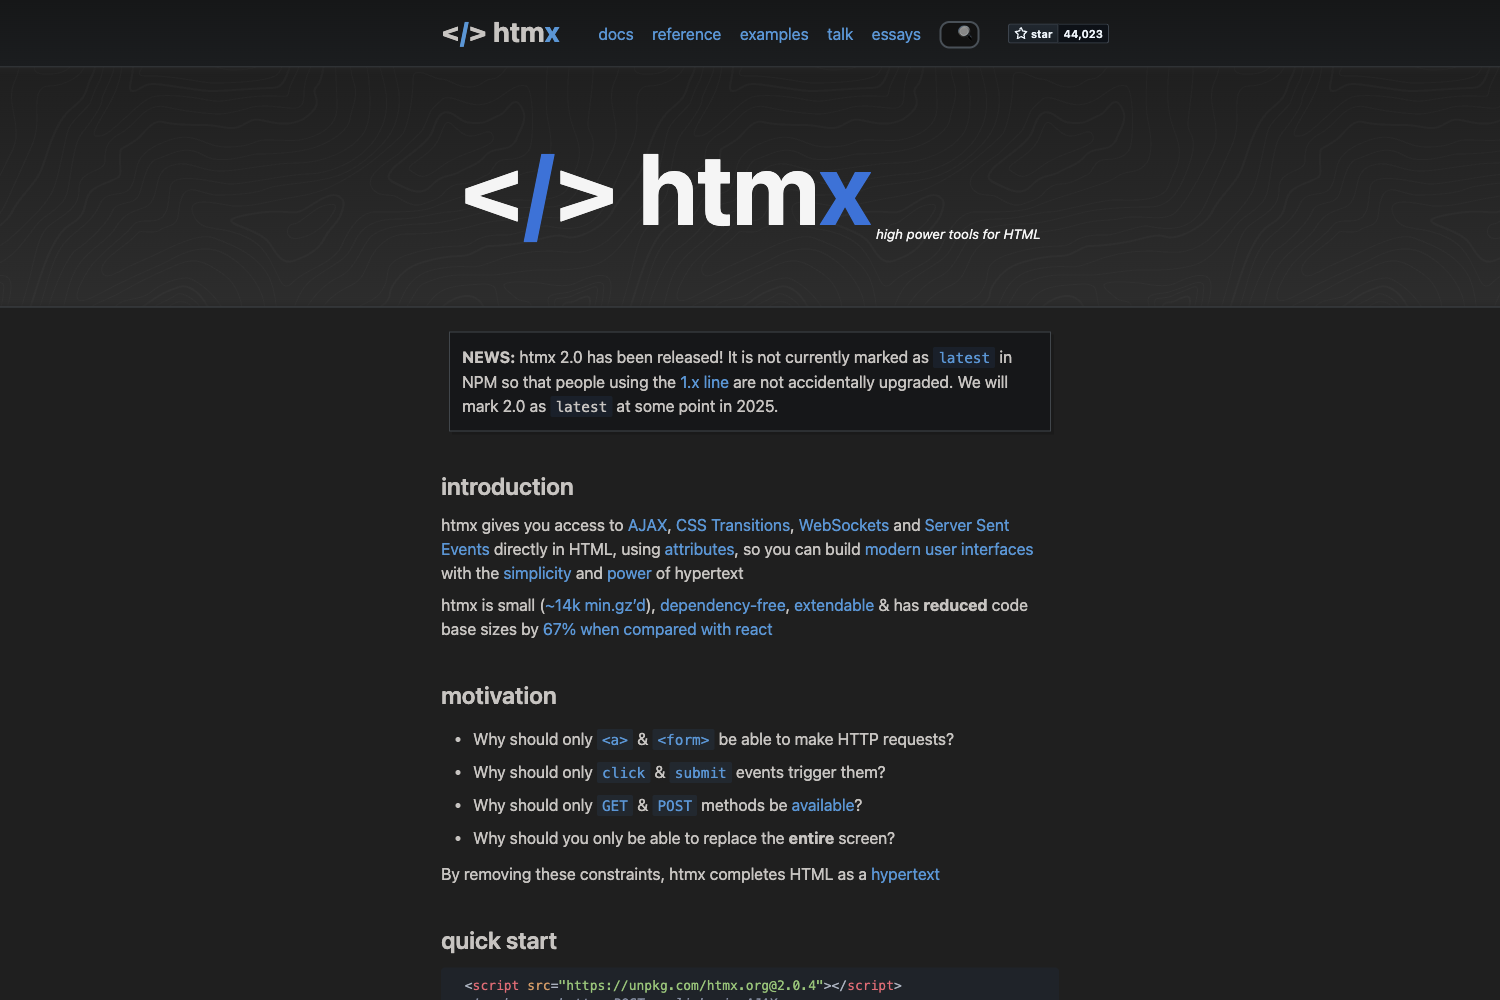 </> htmx docs reference examples talk essays star 44,023
</> htmx
high power tools for HTML
NEWS: htmx 2.0 has been released! It is not currently marked as latest in
NPM so that people using the 1.x line are not accidentally upgraded. We will
mark 2.0 as latest at some point in 2025.
introduction
htmx gives you access to AJAX, CSS Transitions, WebSockets and Server Sent
Events directly in HTML, using attributes, so you can build modern user interfaces
with the simplicity and power of hypertext
htmx is small (~14k min.gz’d), dependency-free, extendable & has reduced code
base sizes by 67% when compared with react
motivation
• Why should only <a> & <form> be able to make HTTP requests?
• Why should only click & submit events trigger them?
• Why should only GET & POST methods be available?
• Why should you only be able to replace the entire screen?
By removing these constraints, htmx completes HTML as a hypertext
quick start
<script src="https://unpkg.com/htmx.org@2.0.4"></script>